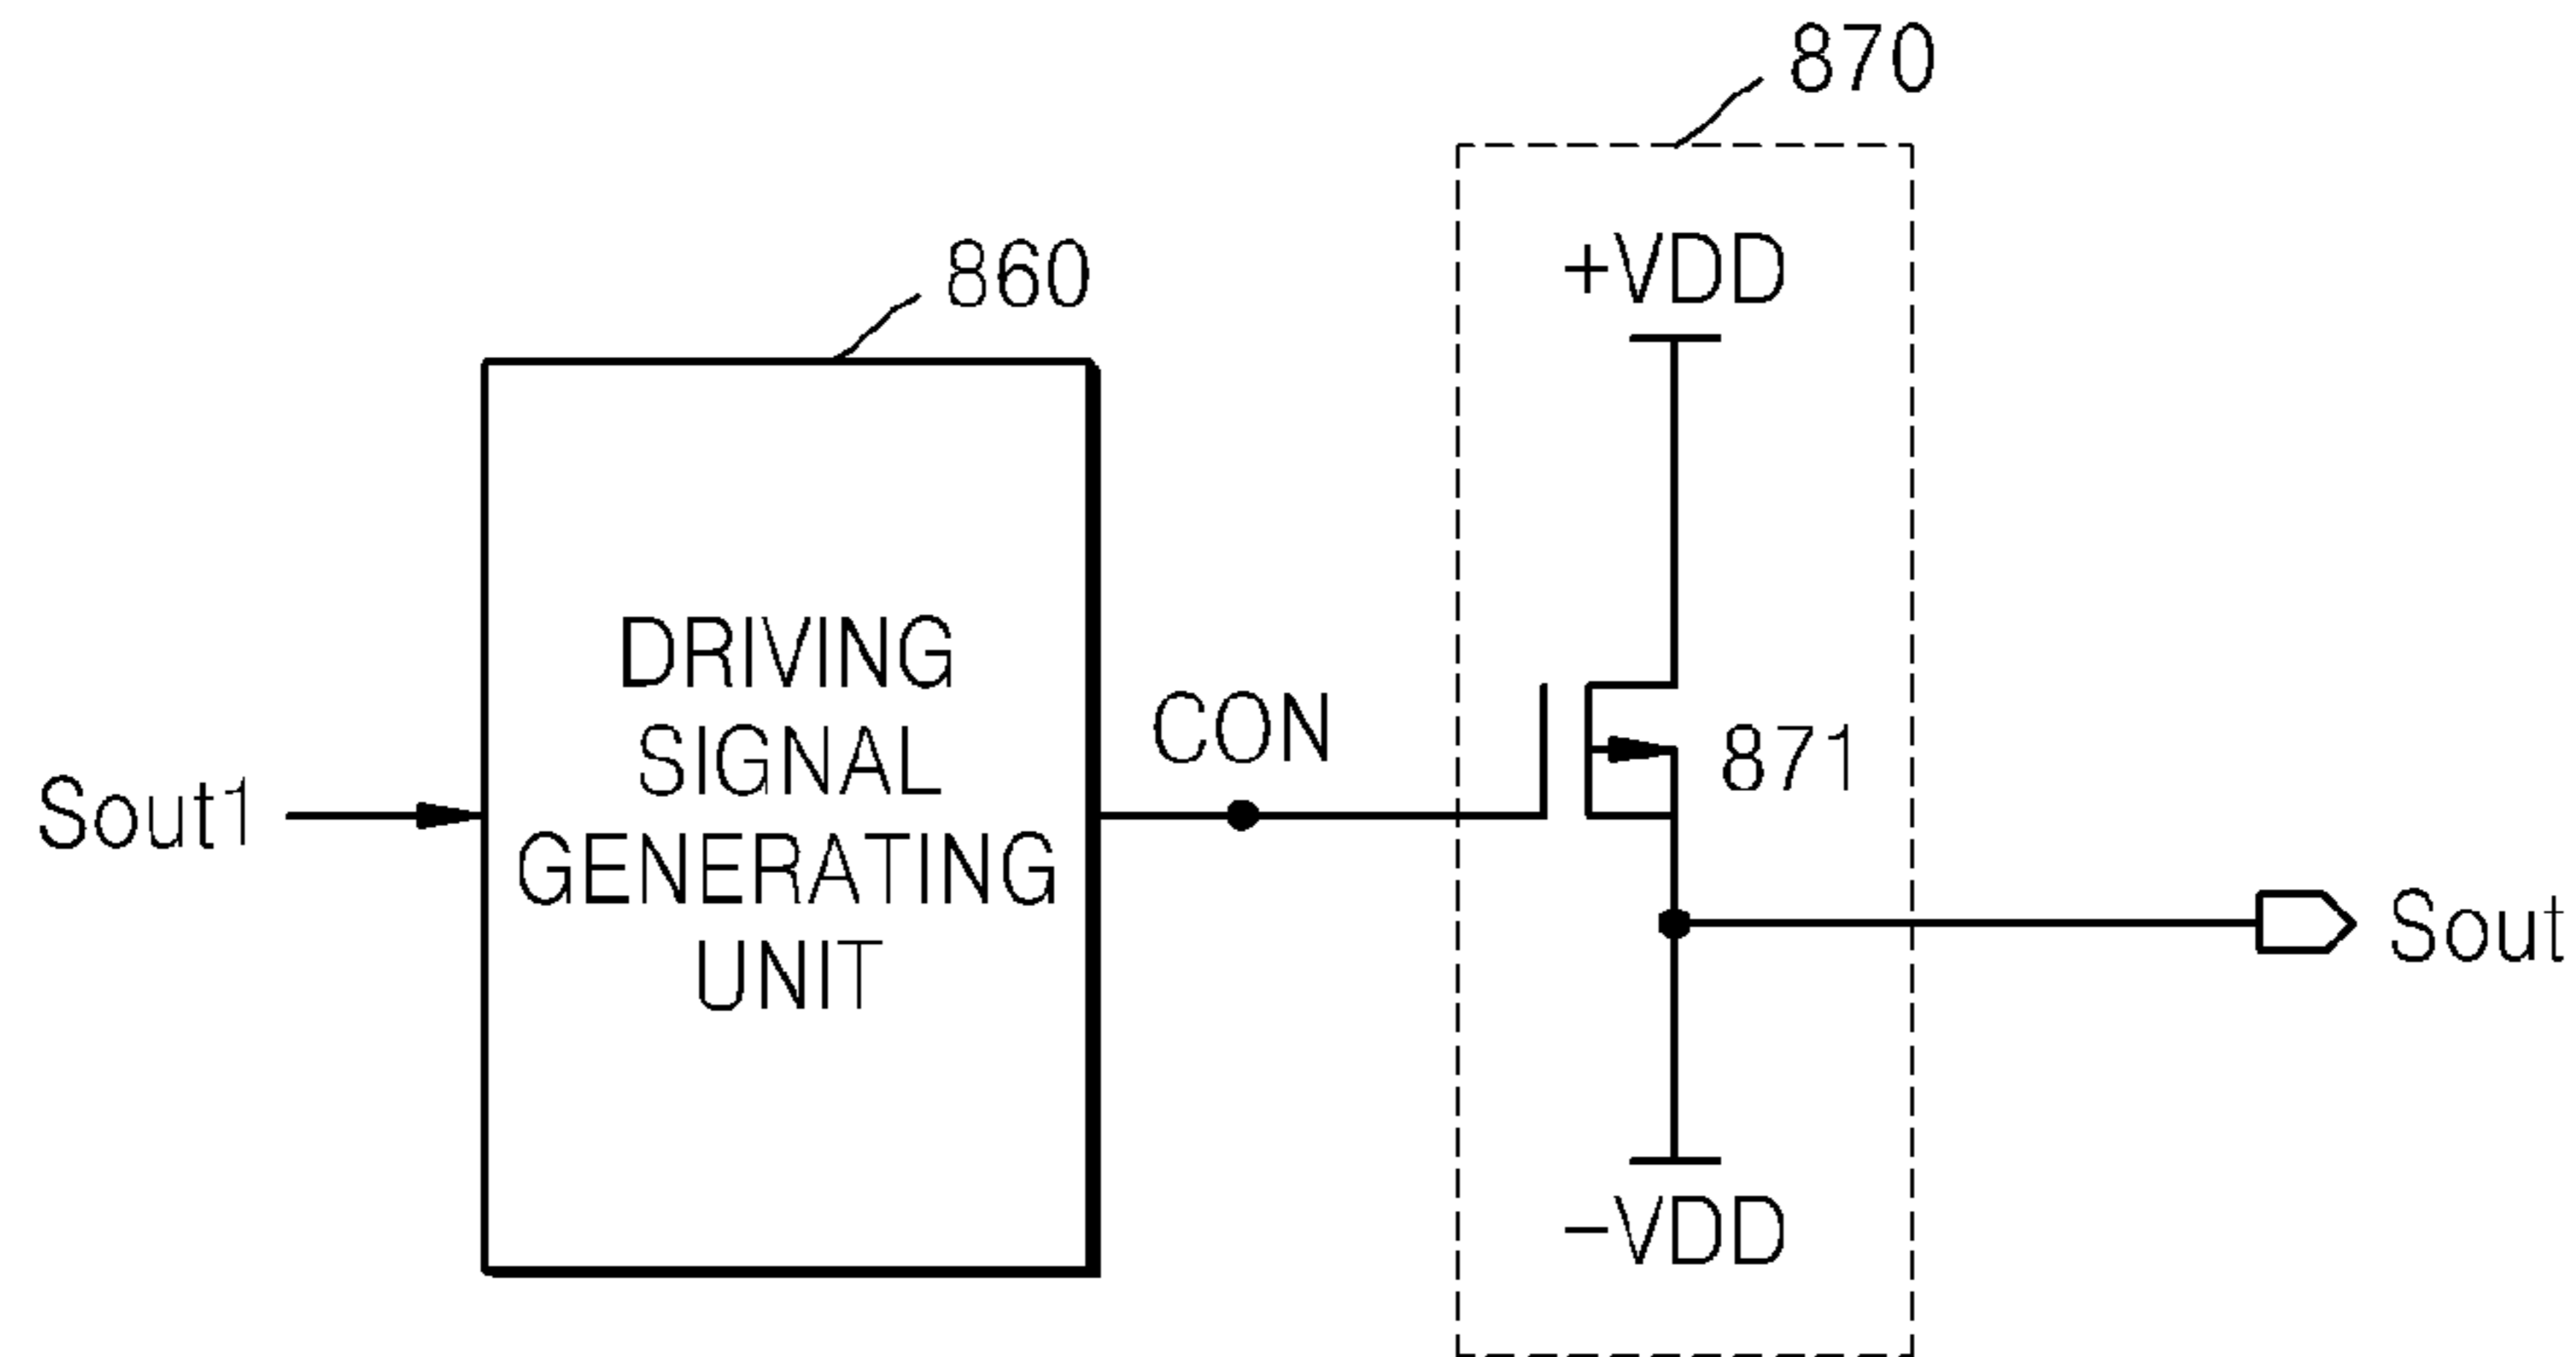 870
+VDD
860
DRIVING
SIGNAL
GENERATING
UNIT
CON
871
Sout1
Sout
-VDD